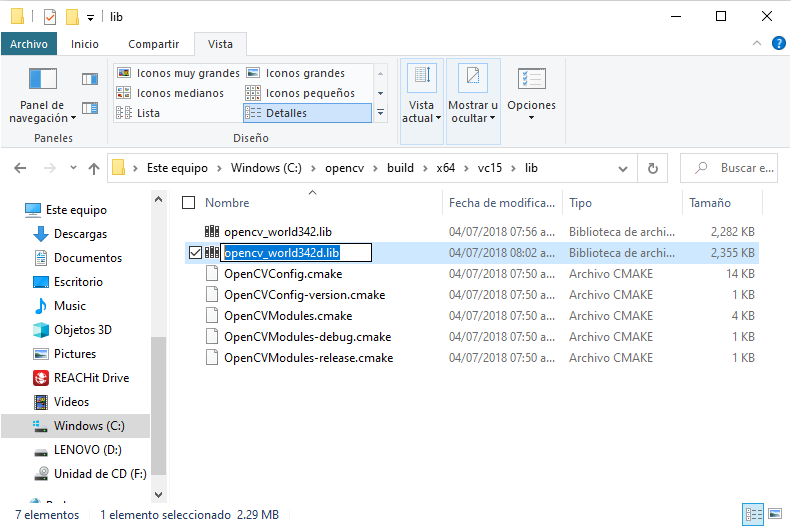 lib
Archivo Inicio Compartir Vista
Panel de navegación
Paneles
Iconos muy grandes Iconos grandes
Iconos medianos Iconos pequeños
Lista Detalles
Diseño
Vista actual
Mostrar u ocultar
Opciones
Este equipo > Windows (C:) > opencv > build > x64 > vc15 > lib
Buscar e...
Nombre Fecha de modifica... Tipo Tamaño
opencv_world342.lib 04/07/2018 07:56 a... Biblioteca de archi... 2,282 KB
opencv_world342d.lib 04/07/2018 08:02 a... Biblioteca de archi... 2,355 KB
OpenCVConfig.cmake 04/07/2018 07:50 a... Archivo CMAKE 14 KB
OpenCVConfig-version.cmake 04/07/2018 07:50 a... Archivo CMAKE 1 KB
OpenCVModules.cmake 04/07/2018 07:50 a... Archivo CMAKE 4 KB
OpenCVModules-debug.cmake 04/07/2018 07:50 a... Archivo CMAKE 1 KB
OpenCVModules-release.cmake 04/07/2018 07:50 a... Archivo CMAKE 1 KB
Este equipo
Descargas
Documentos
Escritorio
Music
Objetos 3D
Pictures
REACHit Drive
Videos
Windows (C:)
LENOVO (D:)
Unidad de CD (F:)
7 elementos 1 elemento seleccionado 2.29 MB